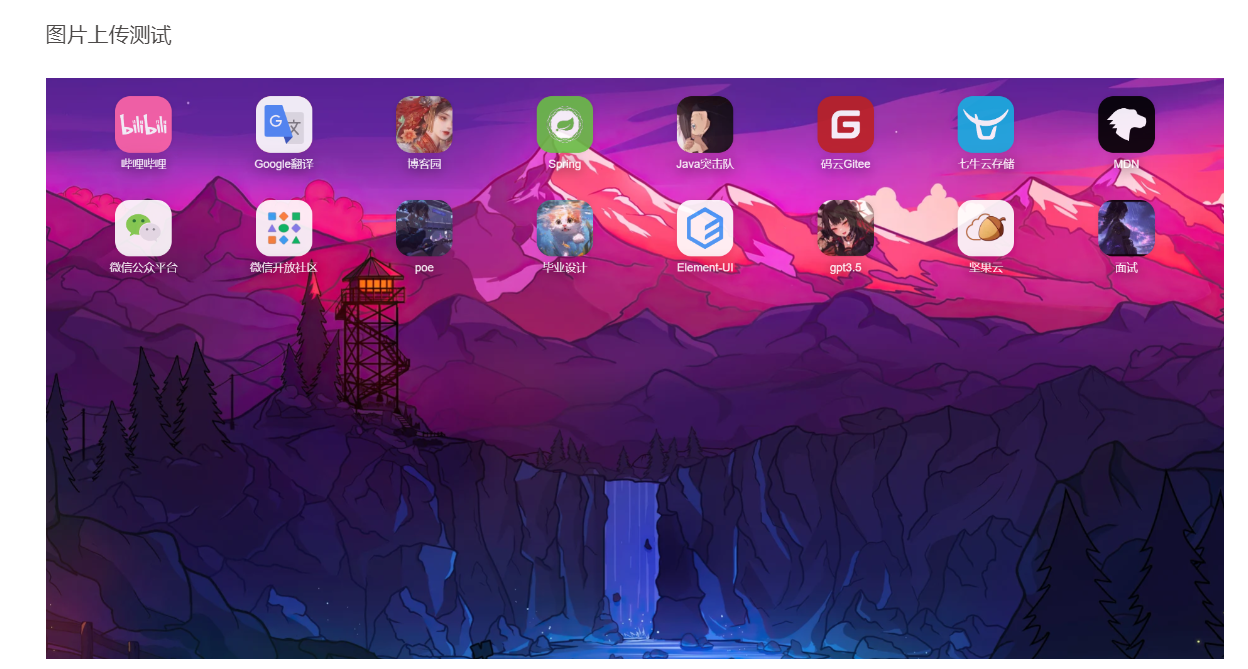 图片上传测试
bilibili
G 文
G
哔哩哔哩
Google翻译
博客园
Spring
Java突击队
码云Gitee
七牛云存储
MDN
微信公众平台
微信开放社区
poe
毕业设计
Element-UI
gpt3.5
坚果云
面试